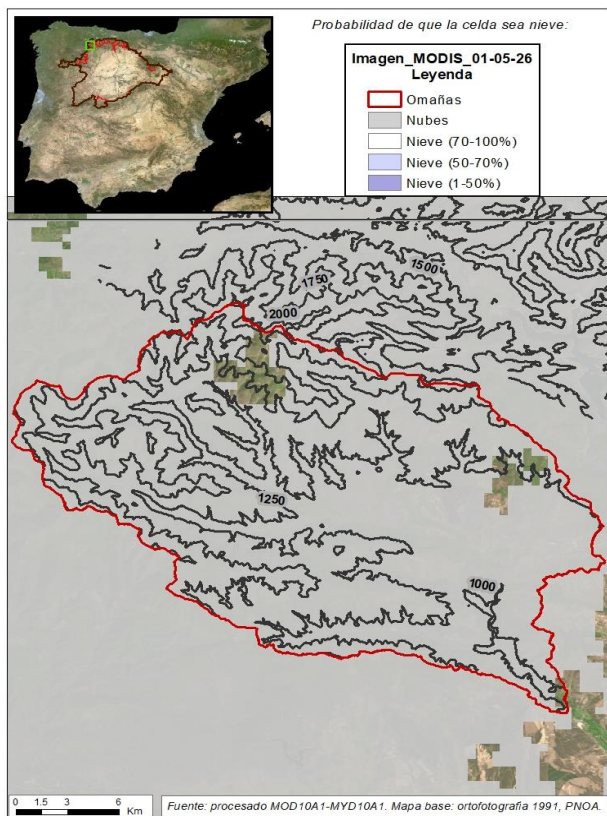 Probabilidad de que la celda sea nieve:
Imagen_MODIS_01-05-26
Leyenda
Omañas
Nubes
Nieve (70-100%)
Nieve (50-70%)
Nieve (1-50%)
1500
1750
2000
1250
1000
0 1.5 3 6
Km
Fuente: procesado MOD10A1-MYD10A1. Mapa base: ortofotografia 1991, PNOA.